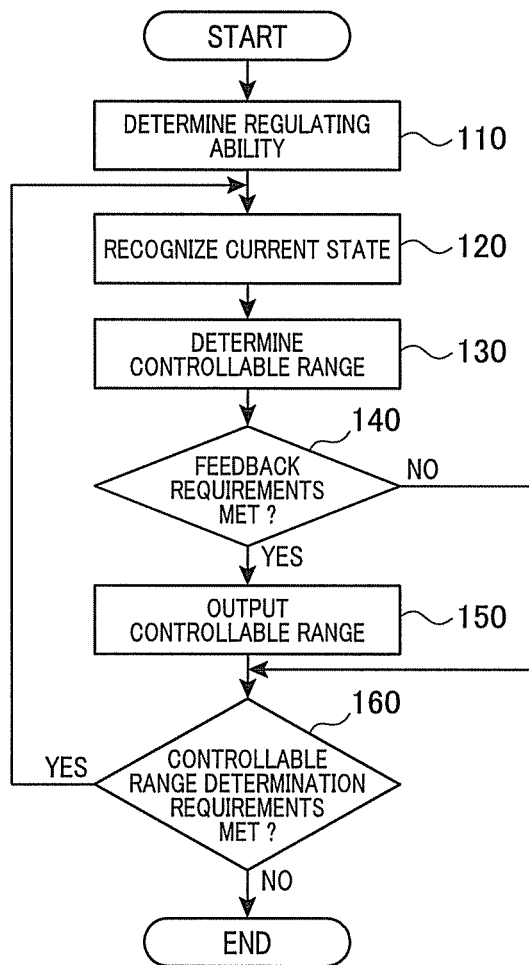 START
DETERMINE REGULATING
ABILITY
110
RECOGNIZE CURRENT STATE
120
DETERMINE
CONTROLLABLE RANGE
130
140
FEEDBACK
REQUIREMENTS
MET ?
NO
YES
OUTPUT
CONTROLLABLE RANGE
150
160
CONTROLLABLE
RANGE DETERMINATION
REQUIREMENTS
MET ?
YES
NO
END